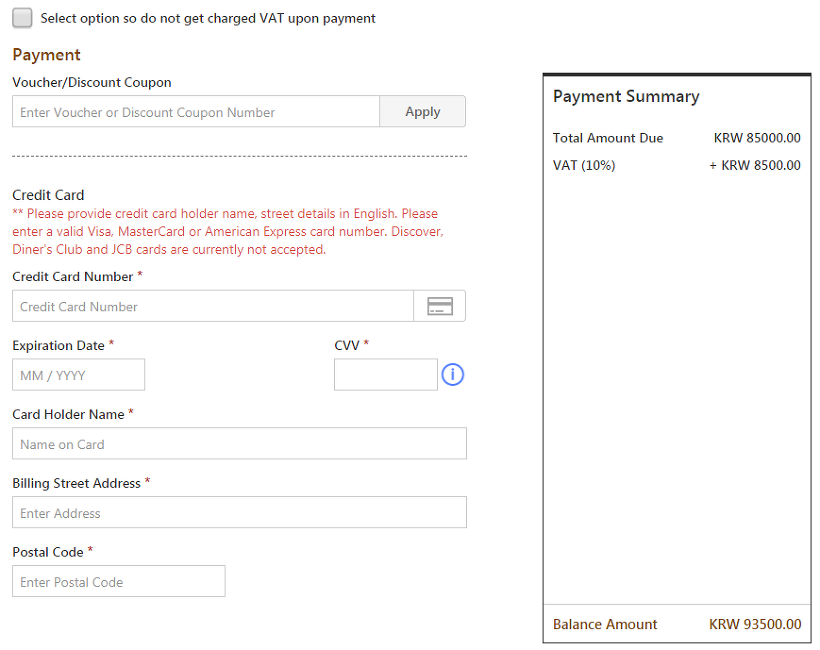 Select option so do not get charged VAT upon payment
Payment
Voucher/Discount Coupon
Enter Voucher or Discount Coupon Number
Apply
Credit Card
** Please provide credit card holder name, street details in English. Please
enter a valid Visa, MasterCard or American Express card number. Discover,
Diner's Club and JCB cards are currently not accepted.
Credit Card Number *
Credit Card Number
Expiration Date *
CVV *
MM / YYYY
Card Holder Name *
Name on Card
Billing Street Address *
Enter Address
Postal Code *
Enter Postal Code
Payment Summary
Total Amount Due KRW 85000.00
VAT (10%) + KRW 8500.00
Balance Amount KRW 93500.00